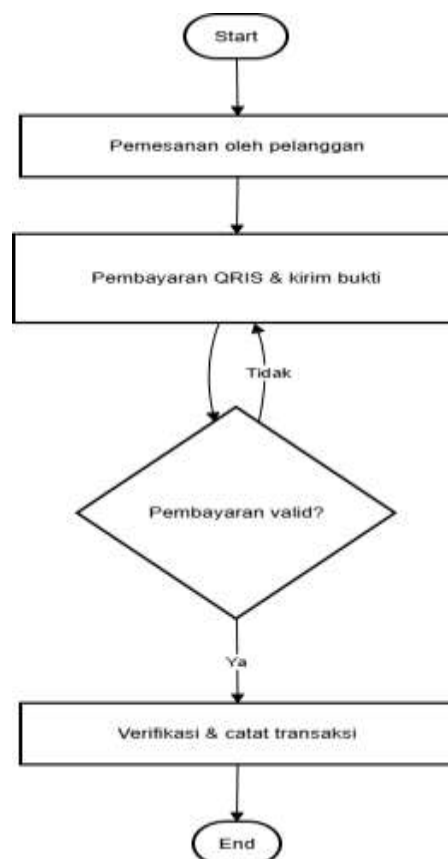 Start
Pemesanan oleh pelanggan
Pembayaran QRIS & kirim bukti
Tidak
Pembayaran valid?
Ya
Verifikasi & catat transaksi
End